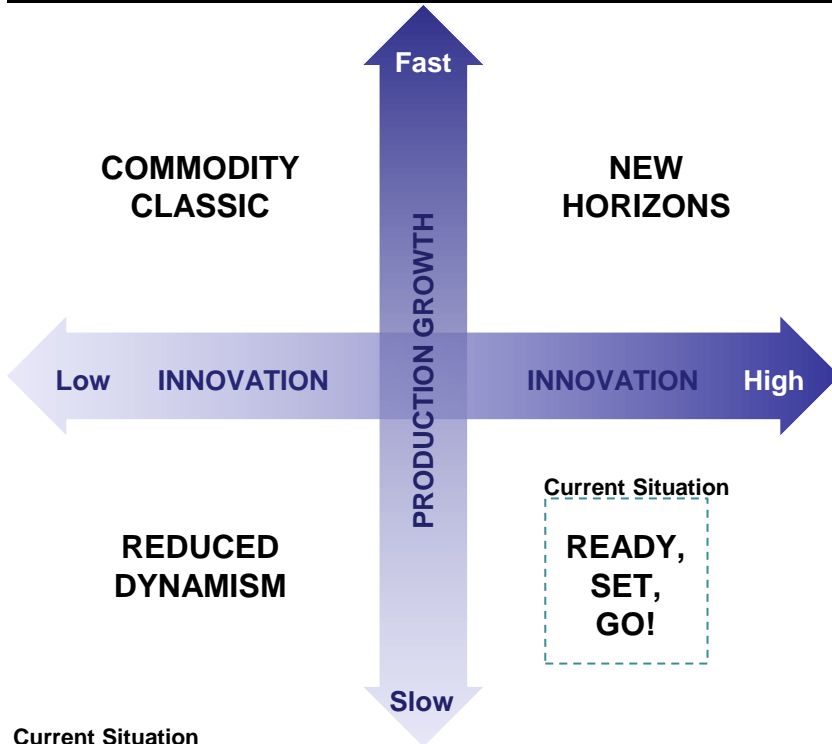 Fast
COMMODITY
CLASSIC
NEW
HORIZONS
PRODUCTION GROWTH
Low
INNOVATION
INNOVATION
High
Current Situation
REDUCED
DYNAMISM
READY,
SET,
GO!
Slow
Current Situation